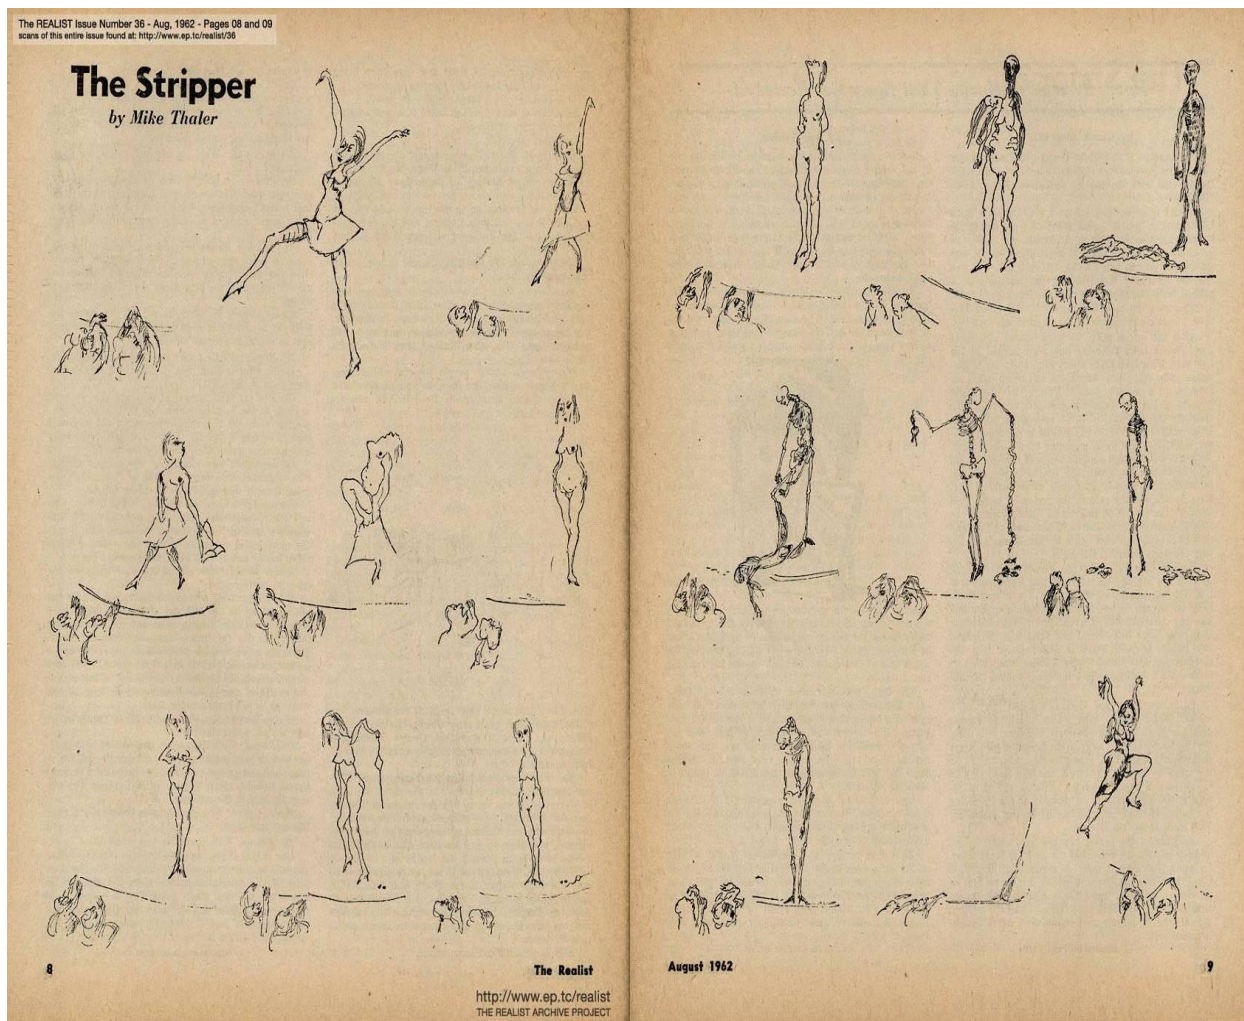 The REALIST Issue Number 36 - Aug, 1962 - Pages 08 and 09
scans of this entire issue found at: http://www.ep.tc/realist/36
The Stripper
by Mike Thaler
8
The Realist
August 1962
9
http://www.ep.tc/realist
THE REALIST ARCHIVE PROJECT